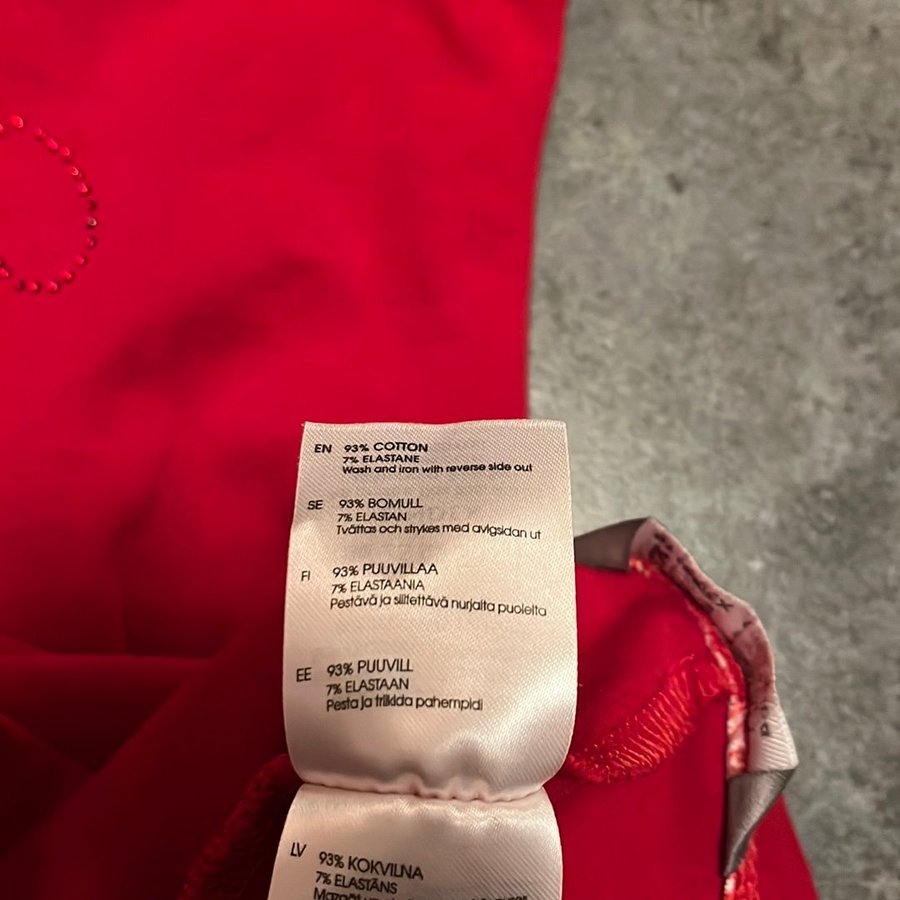 EN 93% COTTON
7% ELASTANE
Wash and iron with reverse side out
SE 93% BOMULL
7% ELASTAN
Tvättas och strykes med avigsidan ut
FI 93% PUUVILLAA
7% ELASTAANIA
Pestävä ja silitettävä nurjalta puolelta
EE 93% PUUVILL
7% ELASTAAN
Pesta ja triikida pahempidi
LV 93% KOKVILNA
7% ELASTĀNS